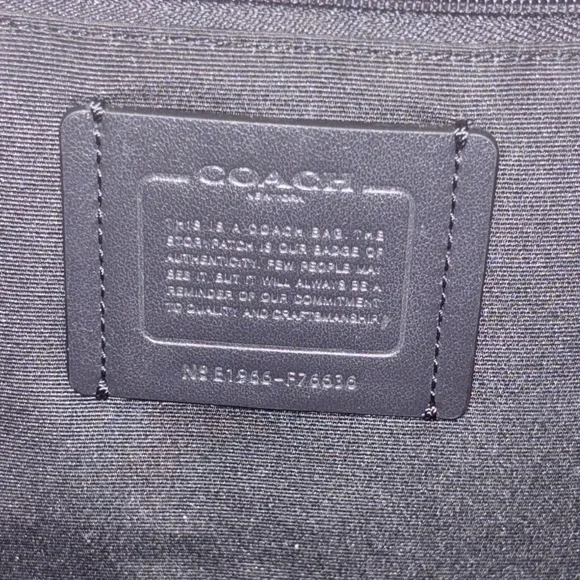 COACH
NEW YORK
THIS IS A COACH BAG. THE
STORYPATCH IS OUR BADGE OF
AUTHENTICITY. FEW PEOPLE MAY
SEE IT. BUT IT WILL ALWAYS BE A
REMINDER OF OUR COMMITMENT
TO QUALITY AND CRAFTSMANSHIP.
No E1966-F76636